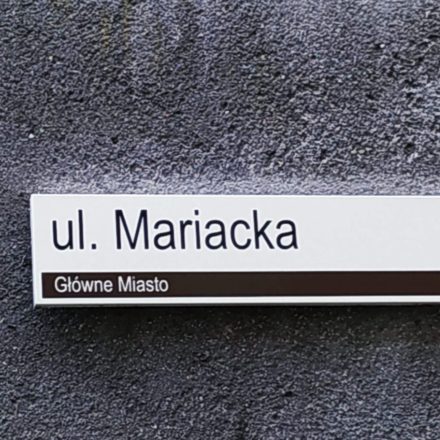 ul. Mariacka
Główne Miasto